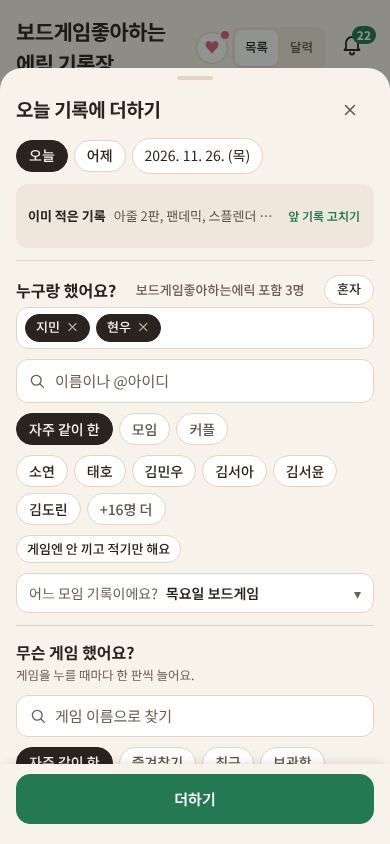 보드게임좋아하는
에릭 기록장
목록 달력
22
오늘 기록에 더하기
오늘 어제 2026. 11. 26. (목)
이미 적은 기록 아줄 2판, 팬데믹, 스플렌더 … 앞 기록 고치기
누구랑 했어요? 보드게임좋아하는에릭 포함 3명 혼자
지민 현우
이름이나 @아이디
자주 같이 한 모임 커플
소연 태호 김민우 김서아 김서윤
김도린 +16명 더
게임엔 안 끼고 적기만 해요
어느 모임 기록이에요? 목요일 보드게임
무슨 게임 했어요?
게임을 누를 때마다 한 판씩 늘어요.
게임 이름으로 찾기
자주 같이 한 즐겨찾기 최근 보관함
더하기